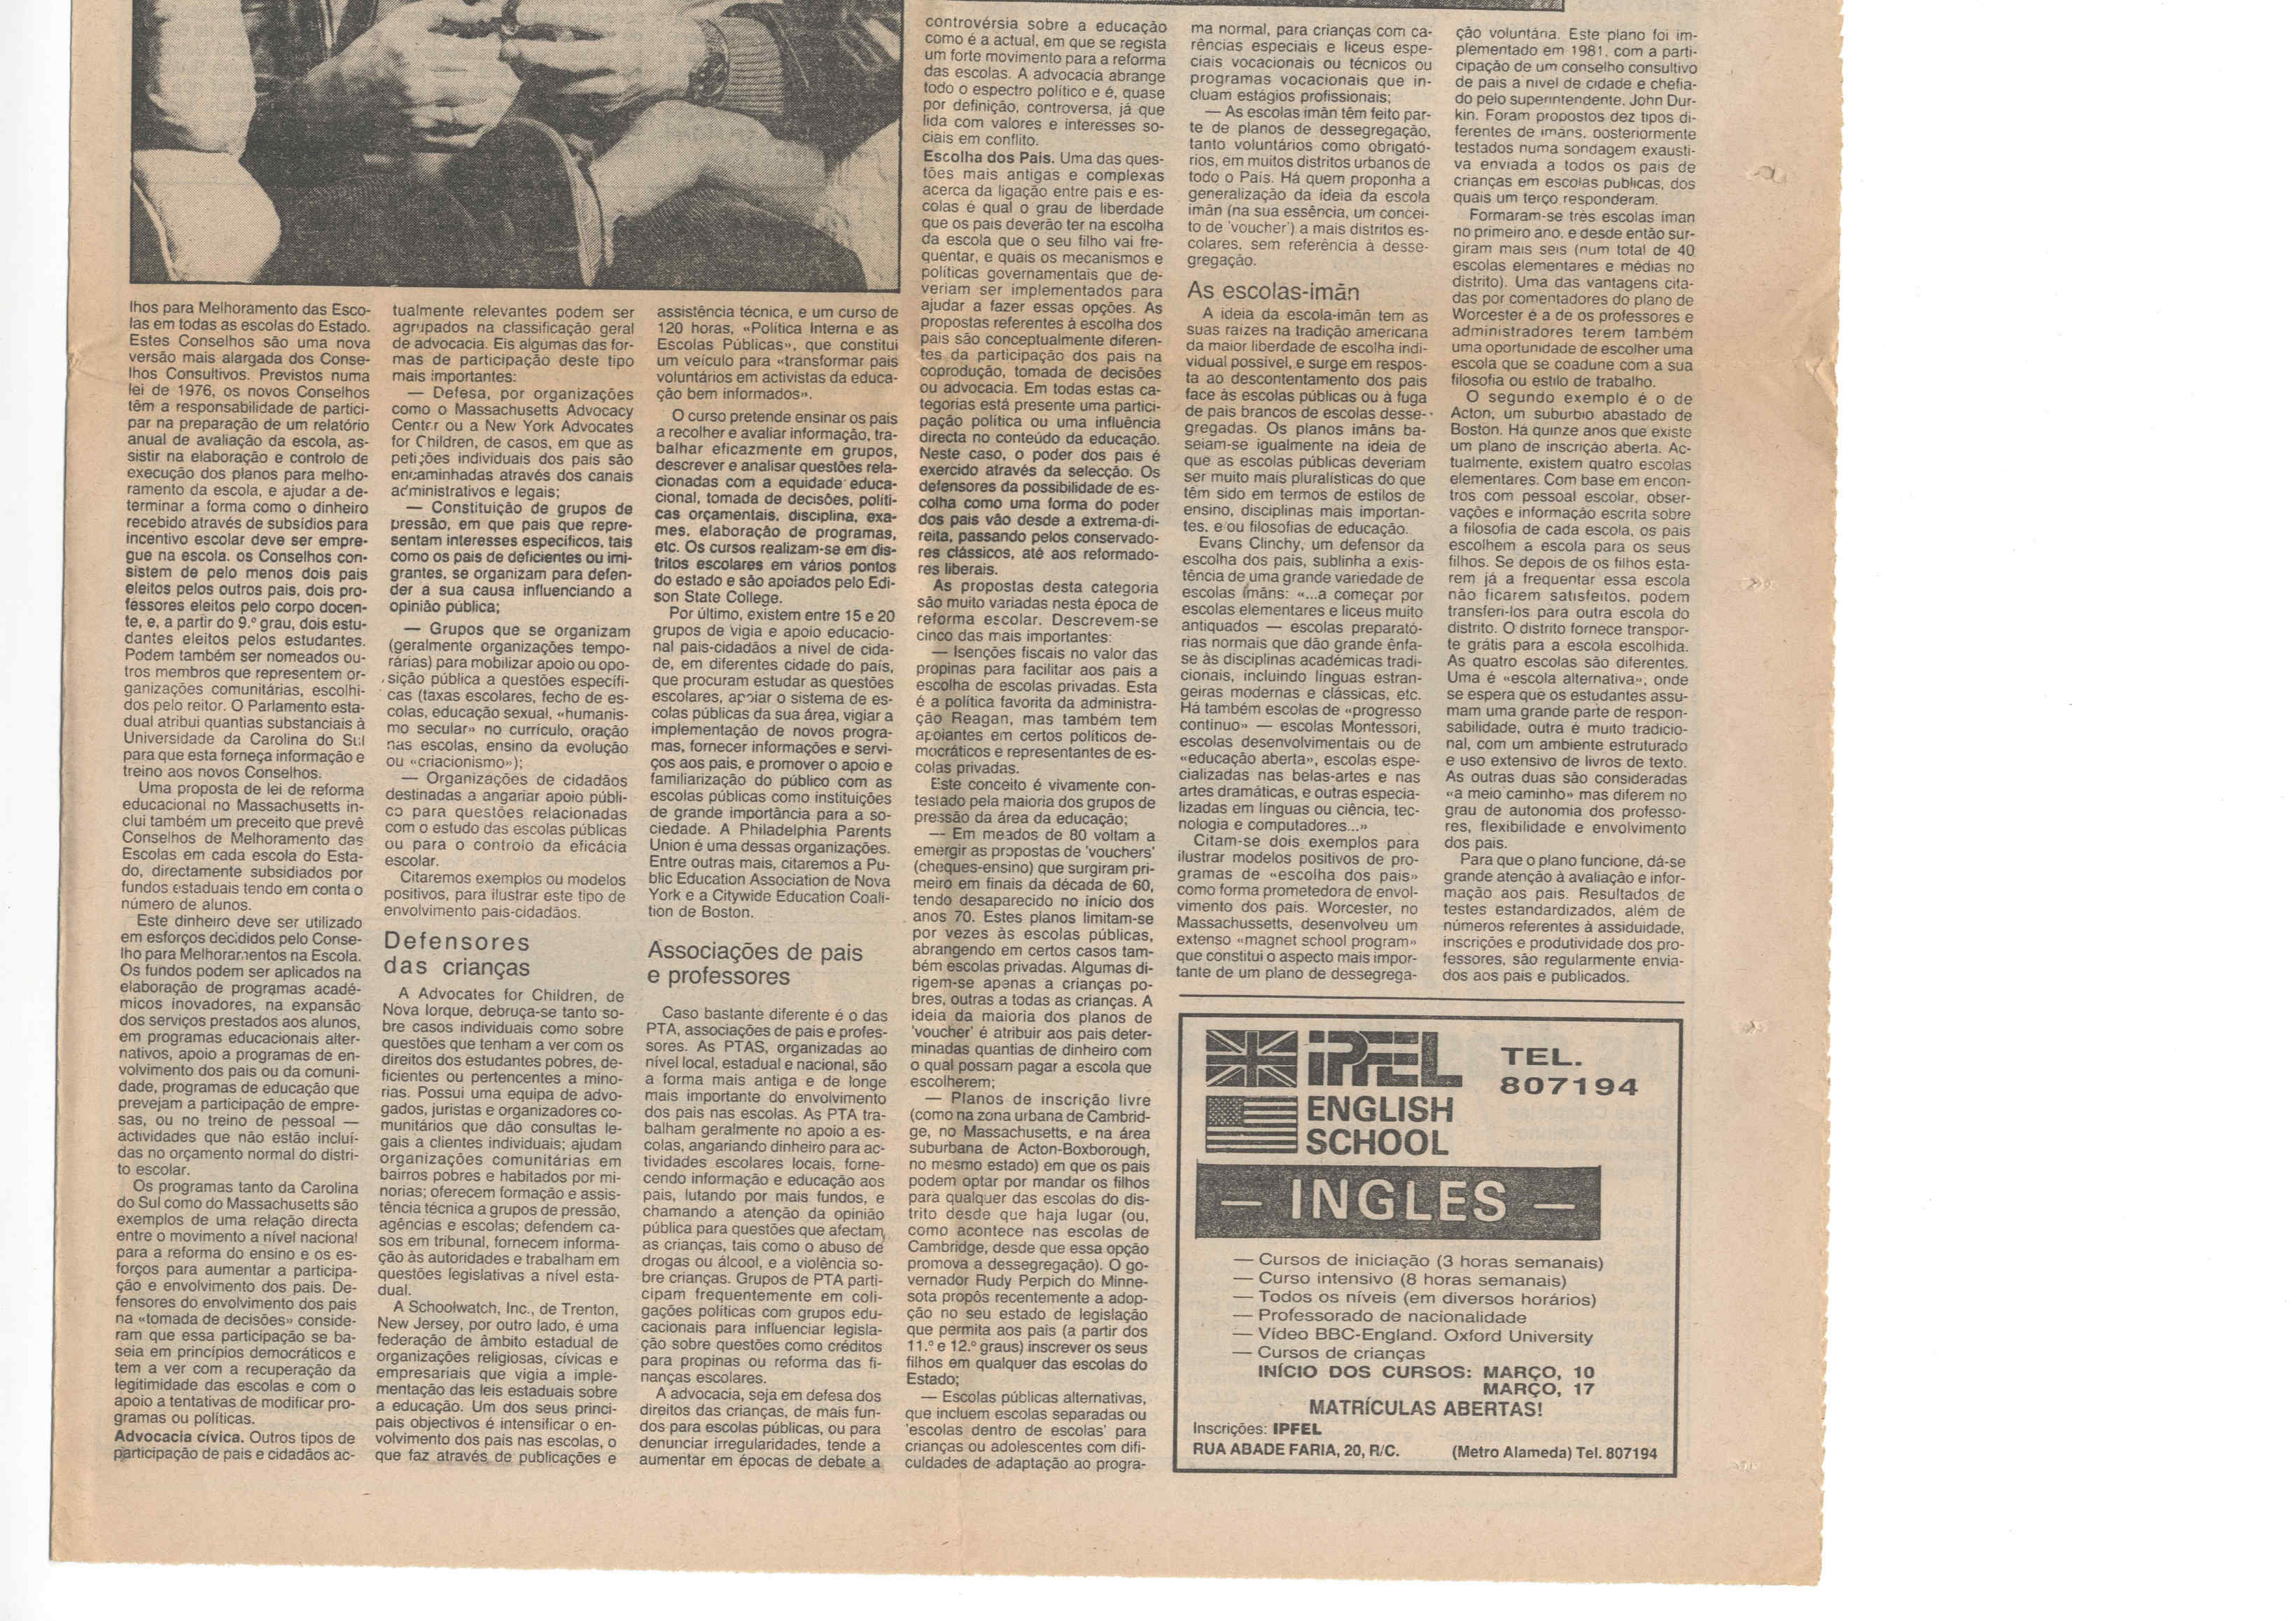 lhos para Melhoramento das Esco-
las em todas as escolas do Estado.
Estes Conselhos são uma nova
versão mais alargada dos Conse-
lhos Consultivos. Previstos numa
lei de 1976, os novos Conselhos
têm a responsabilidade de partici-
par na preparação de um relatório
anual de avaliação da escola, as-
sistir na elaboração e controlo de
execução dos planos para melho-
ramento da escola, e ajudar a de-
terminar a forma como o dinheiro
recebido através de subsídios para
incentivo escolar deve ser empre-
gue na escola. os Conselhos con-
sistem de pelo menos dois pais
eleitos pelos outros pais, dois pro-
fessores eleitos pelo corpo docen-
te, e, a partir do 9.º grau, dois estu-
dantes eleitos pelos estudantes.
Podem também ser nomeados ou-
tros membros que representem or-
ganizações comunitárias, escolhi-
dos pelo reitor. O Parlamento esta-
dual atribui quantias substanciais à
Universidade da Carolina do Sul
para que esta forneça informação e
treino aos novos Conselhos.
Uma proposta de lei de reforma
educacional no Massachusetts in-
clui também um preceito que prevê
Conselhos de Melhoramento das
Escolas em cada escola do Esta-
do, directamente subsidiados por
fundos estaduais tendo em conta o
número de alunos.
Este dinheiro deve ser utilizado
em esforços decididos pelo Conse-
lho para Melhoramentos na Escola.
Os fundos podem ser aplicados na
elaboração de programas acadé-
micos inovadores, na expansão
dos serviços prestados aos alunos,
em programas educacionais alter-
nativos, apoio a programas de en-
volvimento dos pais ou da comuni-
dade, programas de educação que
prevejam a participação de empre-
sas, ou no treino de pessoal —
actividades que não estão incluí-
das no orçamento normal do distri-
to escolar.
Os programas tanto da Carolina
do Sul como do Massachusetts são
exemplos de uma relação directa
entre o movimento a nível nacional
para a reforma do ensino e os es-
forços para aumentar a participa-
ção e envolvimento dos pais. De-
fensores do envolvimento dos pais
na «tomada de decisões» conside-
ram que essa participação se ba-
seia em princípios democráticos e
tem a ver com a recuperação da
legitimidade das escolas e com o
apoio a tentativas de modificar pro-
gramas ou políticas.
Advocacia cívica. Outros tipos de
participação de pais e cidadãos ac-
tualmente relevantes podem ser
agrupados na classificação geral
de advocacia. Eis algumas das for-
mas de participação deste tipo
mais importantes:
— Defesa, por organizações
como o Massachusetts Advocacy
Center ou a New York Advocates
for Children, de casos, em que as
petições individuais dos pais são
encaminhadas através dos canais
administrativos e legais;
— Constituição de grupos de
pressão, em que pais que repre-
sentam interesses específicos, tais
como os pais de deficientes ou imi-
grantes, se organizam para defen-
der a sua causa influenciando a
opinião pública;
— Grupos que se organizam
(geralmente organizações tempo-
rárias) para mobilizar apoio ou opo-
sição pública a questões específi-
cas (taxas escolares, fecho de es-
colas, educação sexual, «humanis-
mo secular» no currículo, oração
nas escolas, ensino da evolução
ou «criacionismo»);
— Organizações de cidadãos
destinadas a angariar apoio públi-
co para questões relacionadas
com o estudo das escolas públicas
ou para o controlo da eficácia
escolar.
Citaremos exemplos ou modelos
positivos, para ilustrar este tipo de
envolvimento pais-cidadãos.
Defensores
das crianças
A Advocates for Children, de
Nova Iorque, debruça-se tanto so-
bre casos individuais como sobre
questões que tenham a ver com os
direitos dos estudantes pobres, de-
ficientes ou pertencentes a mino-
rias. Possui uma equipa de advo-
gados, juristas e organizadores co-
munitários que dão consultas le-
gais a clientes individuais; ajudam
organizações comunitárias em
bairros pobres e habitados por mi-
norias; oferecem formação e assis-
tência técnica a grupos de pressão,
agências e escolas; defendem ca-
sos em tribunal, fornecem informa-
ção às autoridades e trabalham em
questões legislativas a nível esta-
dual.
A Schoolwatch, Inc., de Trenton,
New Jersey, por outro lado, é uma
federação de âmbito estadual de
organizações religiosas, cívicas e
empresariais que vigia a imple-
mentação das leis estaduais sobre
a educação. Um dos seus princi-
pais objectivos é intensificar o en-
volvimento dos pais nas escolas, o
que faz através de publicações e
assistência técnica, e um curso de
120 horas, «Política Interna e as
Escolas Públicas», que constitui
um veículo para «transformar pais
voluntários em activistas da educa-
ção bem informados».
O curso pretende ensinar os pais
a recolher e avaliar informação, tra-
balhar eficazmente em grupos,
descrever e analisar questões rela-
cionadas com a equidade educa-
cional, tomada de decisões, políti-
cas orçamentais, disciplina, exa-
mes, elaboração de programas,
etc. Os cursos realizam-se em dis-
tritos escolares em vários pontos
do estado e são apoiados pelo Edi-
son State College.
Por último, existem entre 15 e 20
grupos de vigia e apoio educacio-
nal pais-cidadãos a nível de cida-
de, em diferentes cidade do país,
que procuram estudar as questões
escolares, apoiar o sistema de es-
colas públicas da sua área, vigiar a
implementação de novos progra-
mas, fornecer informações e servi-
ços aos pais, e promover o apoio e
familiarização do público com as
escolas públicas como instituições
de grande importância para a so-
ciedade. A Philadelphia Parents
Union é uma dessas organizações.
Entre outras mais, citaremos a Pu-
blic Education Association de Nova
York e a Citywide Education Coali-
tion de Boston.
Associações de pais
e professores
Caso bastante diferente é o das
PTA, associações de pais e profes-
sores. As PTAS, organizadas ao
nível local, estadual e nacional, são
a forma mais antiga e de longe
mais importante do envolvimento
dos pais nas escolas. As PTA tra-
balham geralmente no apoio a es-
colas, angariando dinheiro para ac-
tividades escolares locais, forne-
cendo informação e educação aos
pais, lutando por mais fundos, e
chamando a atenção da opinião
pública para questões que afectam
as crianças, tais como o abuso de
drogas ou álcool, e a violência so-
bre crianças. Grupos de PTA parti-
cipam frequentemente em coli-
gações políticas com grupos edu-
cacionais para influenciar legisla-
ção sobre questões como créditos
para propinas ou reforma das fi-
nanças escolares.
A advocacia, seja em defesa dos
direitos das crianças, de mais fun-
dos para escolas públicas, ou para
denunciar irregularidades, tende a
aumentar em épocas de debate a
controvérsia sobre a educação
como é a actual, em que se regista
um forte movimento para a reforma
das escolas. A advocacia abrange
todo o espectro político e é, quase
por definição, controversa, já que
lida com valores e interesses so-
ciais em conflito.
Escolha dos Pais. Uma das ques-
tões mais antigas e complexas
acerca da ligação entre pais e es-
colas é qual o grau de liberdade
que os pais deverão ter na escolha
da escola que o seu filho vai fre-
quentar, e quais os mecanismos e
políticas governamentais que de-
veriam ser implementados para
ajudar a fazer essas opções. As
propostas referentes à escolha dos
pais são conceptualmente diferen-
tes da participação dos pais na
coprodução, tomada de decisões
ou advocacia. Em todas estas ca-
tegorias está presente uma partici-
pação política ou uma influência
directa no conteúdo da educação.
Neste caso, o poder dos pais é
exercido através da selecção. Os
defensores da possibilidade de es-
colha como uma forma do poder
dos pais vão desde a extrema-di-
reita, passando pelos conservado-
res clássicos, até aos reformado-
res liberais.
As propostas desta categoria
são muito variadas nesta época de
reforma escolar. Descrevem-se
cinco das mais importantes:
— Isenções fiscais no valor das
propinas para facilitar aos pais a
escolha de escolas privadas. Esta
é a política favorita da administra-
ção Reagan, mas também tem
apoiantes em certos políticos de-
mocráticos e representantes de es-
colas privadas.
Este conceito é vivamente con-
testado pela maioria dos grupos de
pressão da área da educação;
— Em meados de 80 voltam a
emergir as propostas de 'vouchers'
(cheques-ensino) que surgiram pri-
meiro em finais da década de 60,
tendo desaparecido no início dos
anos 70. Estes planos limitam-se
por vezes às escolas públicas,
abrangendo em certos casos tam-
bém escolas privadas. Algumas di-
rigem-se apenas a crianças po-
bres, outras a todas as crianças. A
ideia da maioria dos planos de
'voucher' é atribuir aos pais deter-
minadas quantias de dinheiro com
o qual possam pagar a escola que
escolherem;
— Planos de inscrição livre
(como na zona urbana de Cambrid-
ge, no Massachusetts, e na área
suburbana de Acton-Boxborough,
no mesmo estado) em que os pais
podem optar por mandar os filhos
para qualquer das escolas do dis-
trito desde que haja lugar (ou,
como acontece nas escolas de
Cambridge, desde que essa opção
promova a dessegregação). O go-
vernador Rudy Perpich do Minne-
sota propôs recentemente a adop-
ção no seu estado de legislação
que permita aos pais (a partir dos
11.º e 12.º graus) inscrever os seus
filhos em qualquer das escolas do
Estado;
— Escolas públicas alternativas,
que incluem escolas separadas ou
'escolas dentro de escolas' para
crianças ou adolescentes com difi-
culdades de adaptação ao progra-
ma normal, para crianças com ca-
rências especiais e liceus espe-
ciais vocacionais ou técnicos ou
programas vocacionais que in-
cluam estágios profissionais;
— As escolas imãn têm feito par-
te de planos de dessegregação,
tanto voluntários como obrigató-
rios, em muitos distritos urbanos de
todo o País. Há quem proponha a
generalização da ideia da escola
imãn (na sua essência, um concei-
to de 'voucher') a mais distritos es-
colares, sem referência à desse-
gregação.
As escolas-imãn
A ideia da escola-imãn tem as
suas raízes na tradição americana
da maior liberdade de escolha indi-
vidual possível, e surge em respos-
ta ao descontentamento dos pais
face às escolas públicas ou à fuga
de pais brancos de escolas desse-
gregadas. Os planos imãns ba-
seiam-se igualmente na ideia de
que as escolas públicas deveriam
ser muito mais pluralísticas do que
têm sido em termos de estilos de
ensino, disciplinas mais importan-
tes, e/ou filosofias de educação.
Evans Clinchy, um defensor da
escolha dos pais, sublinha a exis-
tência de uma grande variedade de
escolas imãns: «...a começar por
escolas elementares e liceus muito
antiquados — escolas preparató-
rias normais que dão grande ênfa-
se às disciplinas académicas tradi-
cionais, incluindo línguas estran-
geiras modernas e clássicas, etc.
Há também escolas de «progresso
contínuo» — escolas Montessori,
escolas desenvolvimentais ou de
«educação aberta», escolas espe-
cializadas nas belas-artes e nas
artes dramáticas, e outras especia-
lizadas em línguas ou ciência, tec-
nologia e computadores...»
Citam-se dois exemplos para
ilustrar modelos positivos de pro-
gramas de «escolha dos pais»
como forma prometedora de envol-
vimento dos pais. Worcester, no
Massachussetts, desenvolveu um
extenso «magnet school program»
que constitui o aspecto mais impor-
tante de um plano de dessegrega-
ção voluntária. Este plano foi im-
plementado em 1981, com a parti-
cipação de um conselho consultivo
de pais a nível de cidade e chefia-
do pelo superintendente. John Dur-
kin. Foram propostos dez tipos di-
ferentes de imãns, posteriormente
testados numa sondagem exausti-
va enviada a todos os pais de
crianças em escolas publicas, dos
quais um terço responderam.
Formaram-se três escolas iman
no primeiro ano, e desde então sur-
giram mais seis (num total de 40
escolas elementares e médias no
distrito). Uma das vantagens cita-
das por comentadores do plano de
Worcester é a de os professores e
administradores terem também
uma oportunidade de escolher uma
escola que se coadune com a sua
filosofia ou estilo de trabalho.
O segundo exemplo é o de
Acton, um suburbio abastado de
Boston. Há quinze anos que existe
um plano de inscrição aberta. Ac-
tualmente, existem quatro escolas
elementares. Com base em encon-
tros com pessoal escolar, obser-
vações e informação escrita sobre
a filosofia de cada escola, os pais
escolhem a escola para os seus
filhos. Se depois de os filhos esta-
rem já a frequentar essa escola
não ficarem satisfeitos, podem
transferi-los para outra escola do
distrito. O distrito fornece transpor-
te grátis para a escola escolhida.
As quatro escolas são diferentes.
Uma é «escola alternativa», onde
se espera que os estudantes assu-
mam uma grande parte de respon-
sabilidade, outra é muito tradicio-
nal, com um ambiente estruturado
e uso extensivo de livros de texto.
As outras duas são consideradas
«a meio caminho» mas diferem no
grau de autonomia dos professo-
res, flexibilidade e envolvimento
dos pais.
Para que o plano funcione, dá-se
grande atenção à avaliação e infor-
mação aos pais. Resultados de
testes estandardizados, além de
números referentes à assiduidade,
inscrições e produtividade dos pro-
fessores, são regularmente envia-
dos aos pais e publicados.
IPFEL
ENGLISH
SCHOOL
TEL.
807194
— INGLES —
— Cursos de iniciação (3 horas semanais)
— Curso intensivo (8 horas semanais)
— Todos os níveis (em diversos horários)
— Professorado de nacionalidade
— Vídeo BBC-England. Oxford University
— Cursos de crianças
INÍCIO DOS CURSOS: MARÇO, 10
MARÇO, 17
MATRÍCULAS ABERTAS!
Inscrições: IPFEL
RUA ABADE FARIA, 20, R/C. (Metro Alameda) Tel. 807194